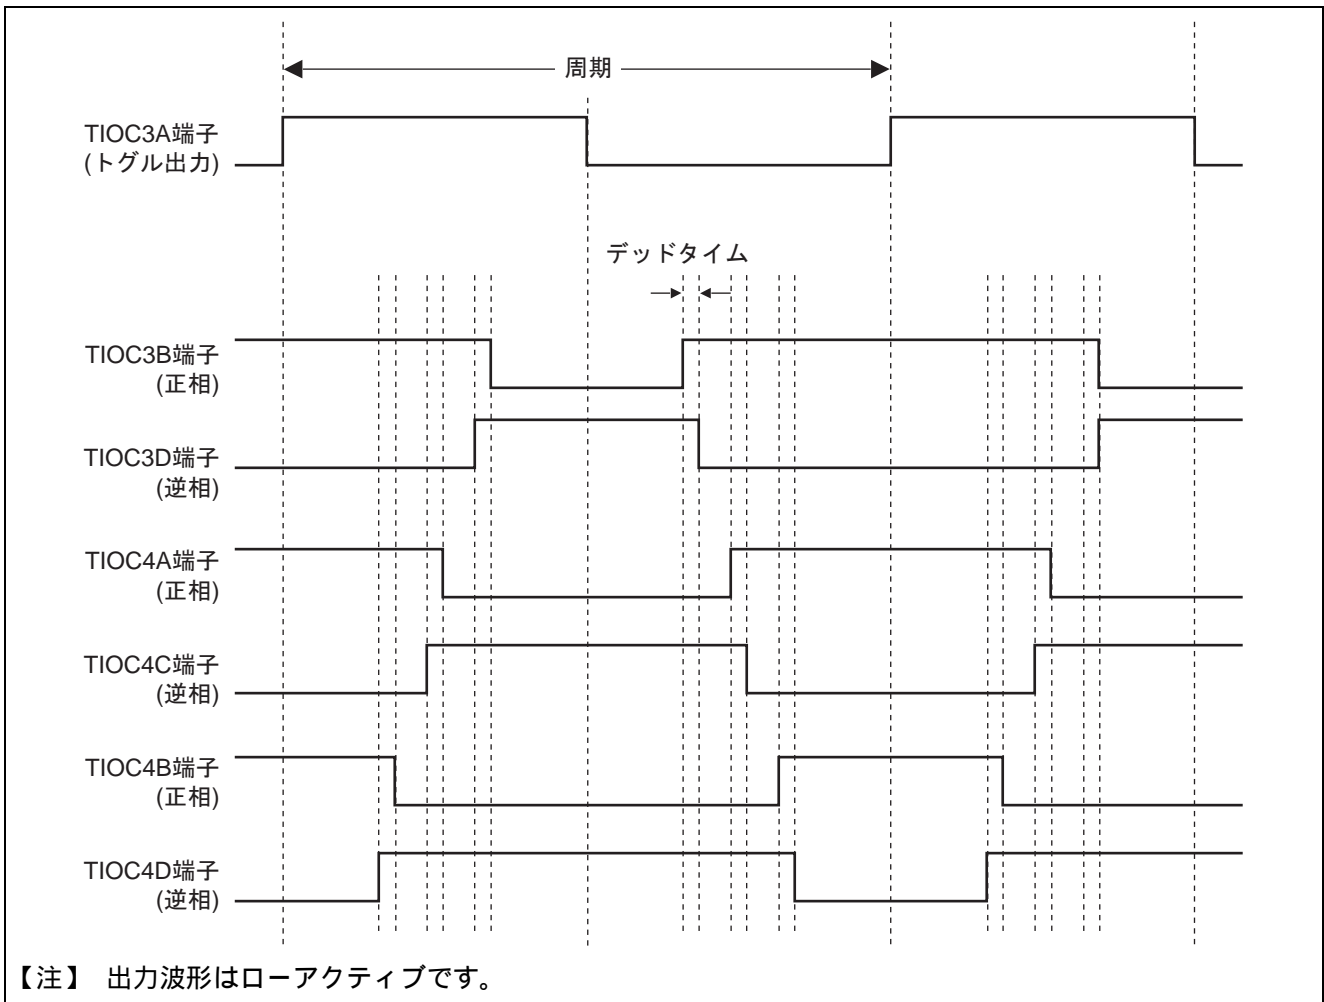 周期
TIOC3A端子
(トグル出力)
デッドタイム
TIOC3B端子
(正相)
TIOC3D端子
(逆相)
TIOC4A端子
(正相)
TIOC4C端子
(逆相)
TIOC4B端子
(正相)
TIOC4D端子
(逆相)
【注】 出力波形はローアクティブです。